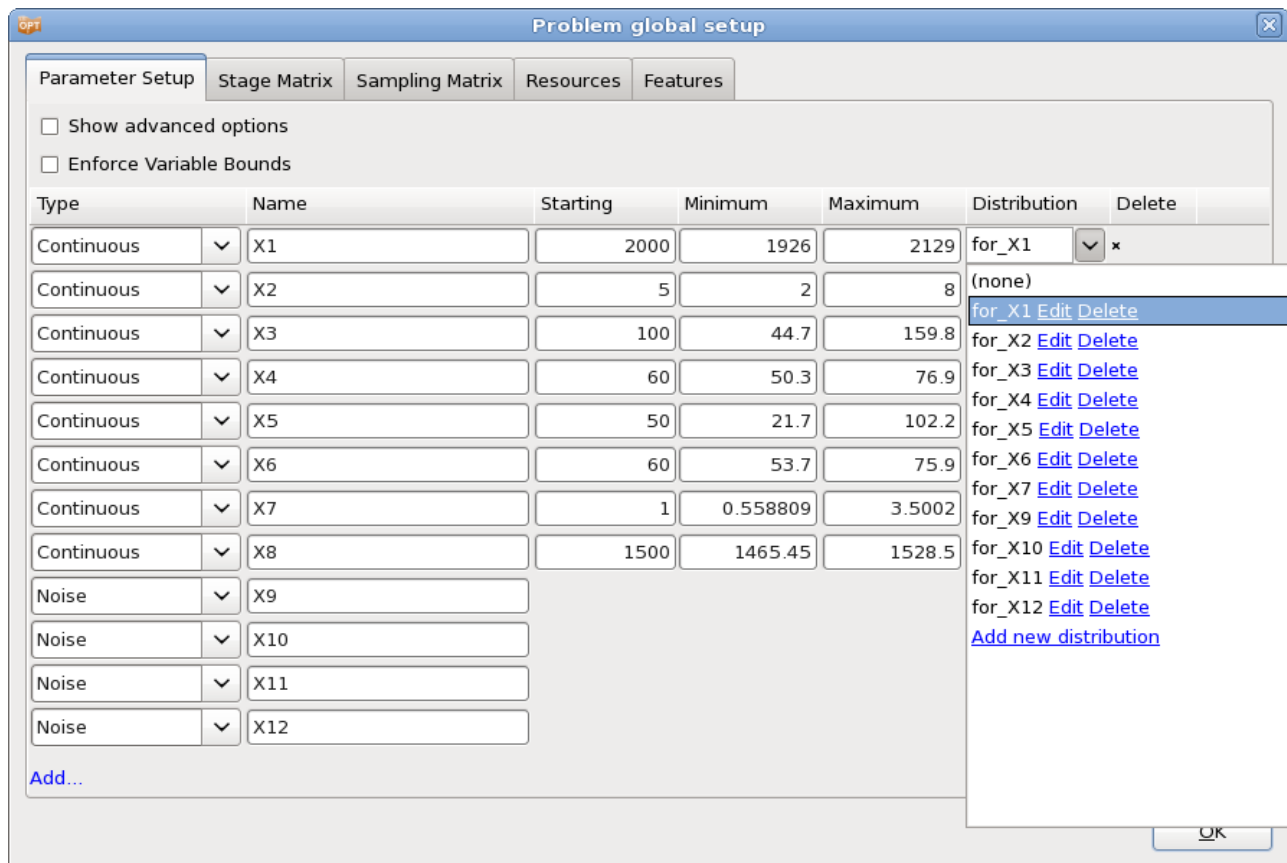 OPT Problem global setup
Parameter Setup Stage Matrix Sampling Matrix Resources Features
Show advanced options
Enforce Variable Bounds
Type Name Starting Minimum Maximum Distribution Delete
Continuous X1 2000 1926 2129 for_X1 ×
Continuous X2 5 2 8
Continuous X3 100 44.7 159.8
Continuous X4 60 50.3 76.9
Continuous X5 50 21.7 102.2
Continuous X6 60 53.7 75.9
Continuous X7 1 0.558809 3.5002
Continuous X8 1500 1465.45 1528.5
Noise X9
Noise X10
Noise X11
Noise X12
Add...
(none)
for_X1 Edit Delete
for_X2 Edit Delete
for_X3 Edit Delete
for_X4 Edit Delete
for_X5 Edit Delete
for_X6 Edit Delete
for_X7 Edit Delete
for_X9 Edit Delete
for_X10 Edit Delete
for_X11 Edit Delete
for_X12 Edit Delete
Add new distribution
OK